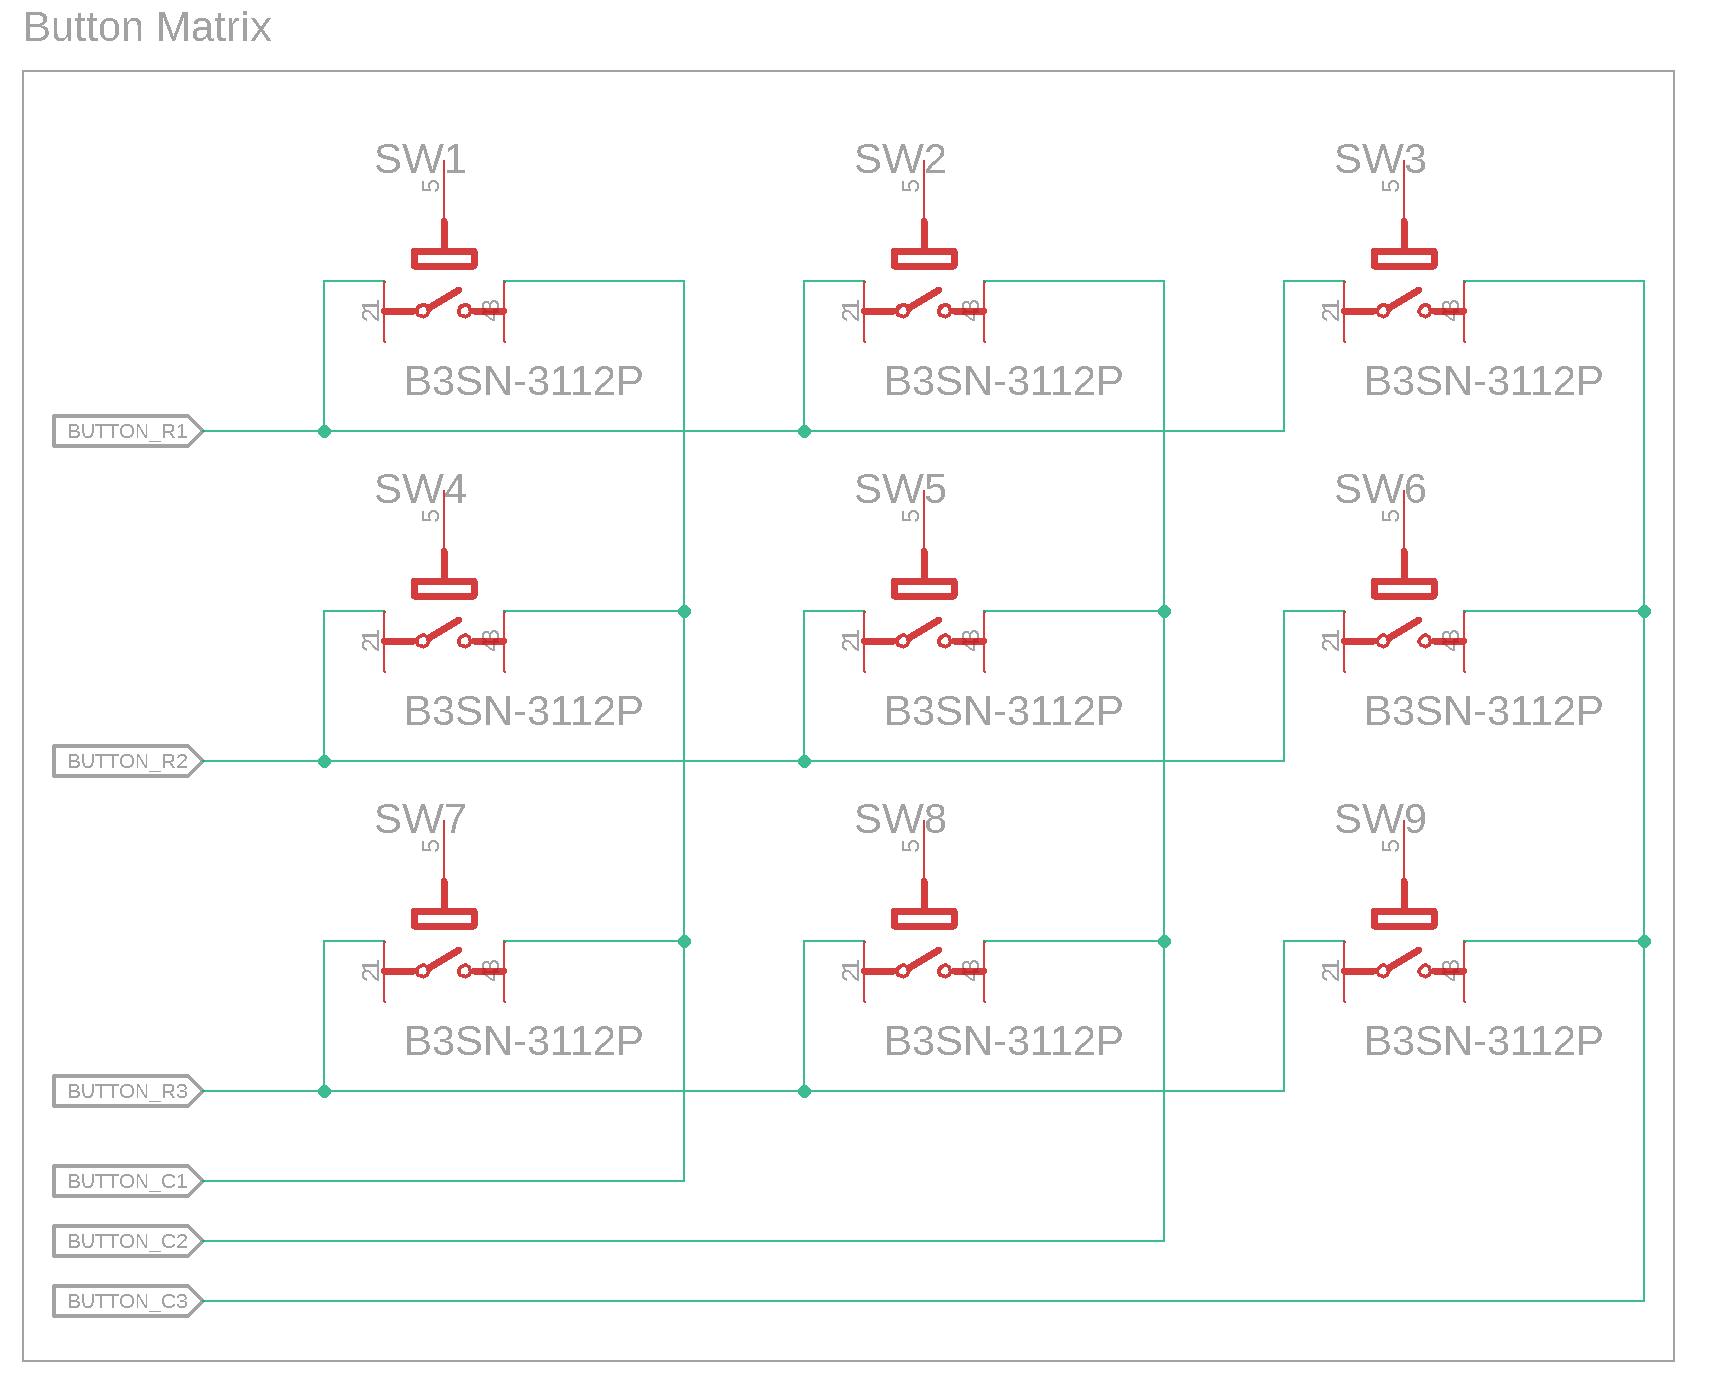 Button Matrix
SW1 SW2 SW3
5 5 5
21 43 21 43 21 43
B3SN-3112P B3SN-3112P B3SN-3112P
BUTTON_R1
SW4 SW5 SW6
5 5 5
21 43 21 43 21 43
B3SN-3112P B3SN-3112P B3SN-3112P
BUTTON_R2
SW7 SW8 SW9
5 5 5
21 43 21 43 21 43
B3SN-3112P B3SN-3112P B3SN-3112P
BUTTON_R3
BUTTON_C1
BUTTON_C2
BUTTON_C3